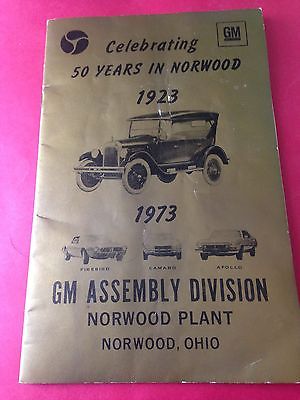 Celebrating
GM
50 YEARS IN NORWOOD
1923
1973
FIREBIRD CAMARO APOLLO
GM ASSEMBLY DIVISION
NORWOOD PLANT
NORWOOD, OHIO